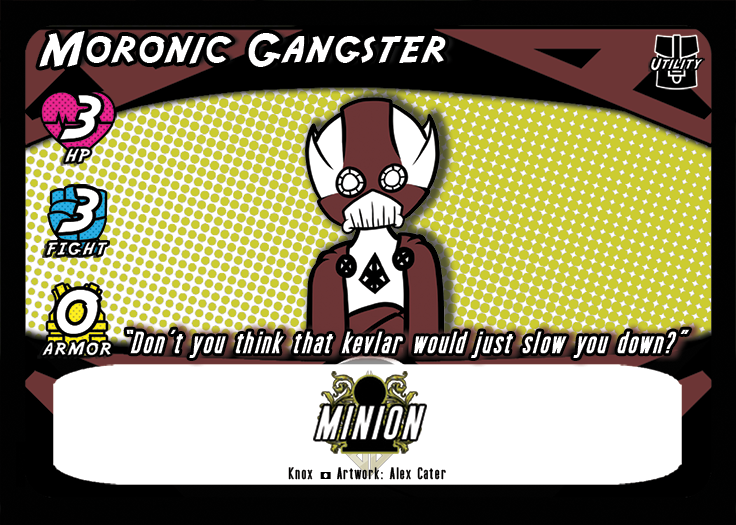 Moronic Gangster
Utility
3
HP
3
Fight
0
Armor
"Don't you think that kevlar would just slow you down?"
MINION
Knox Artwork: Alex Cater